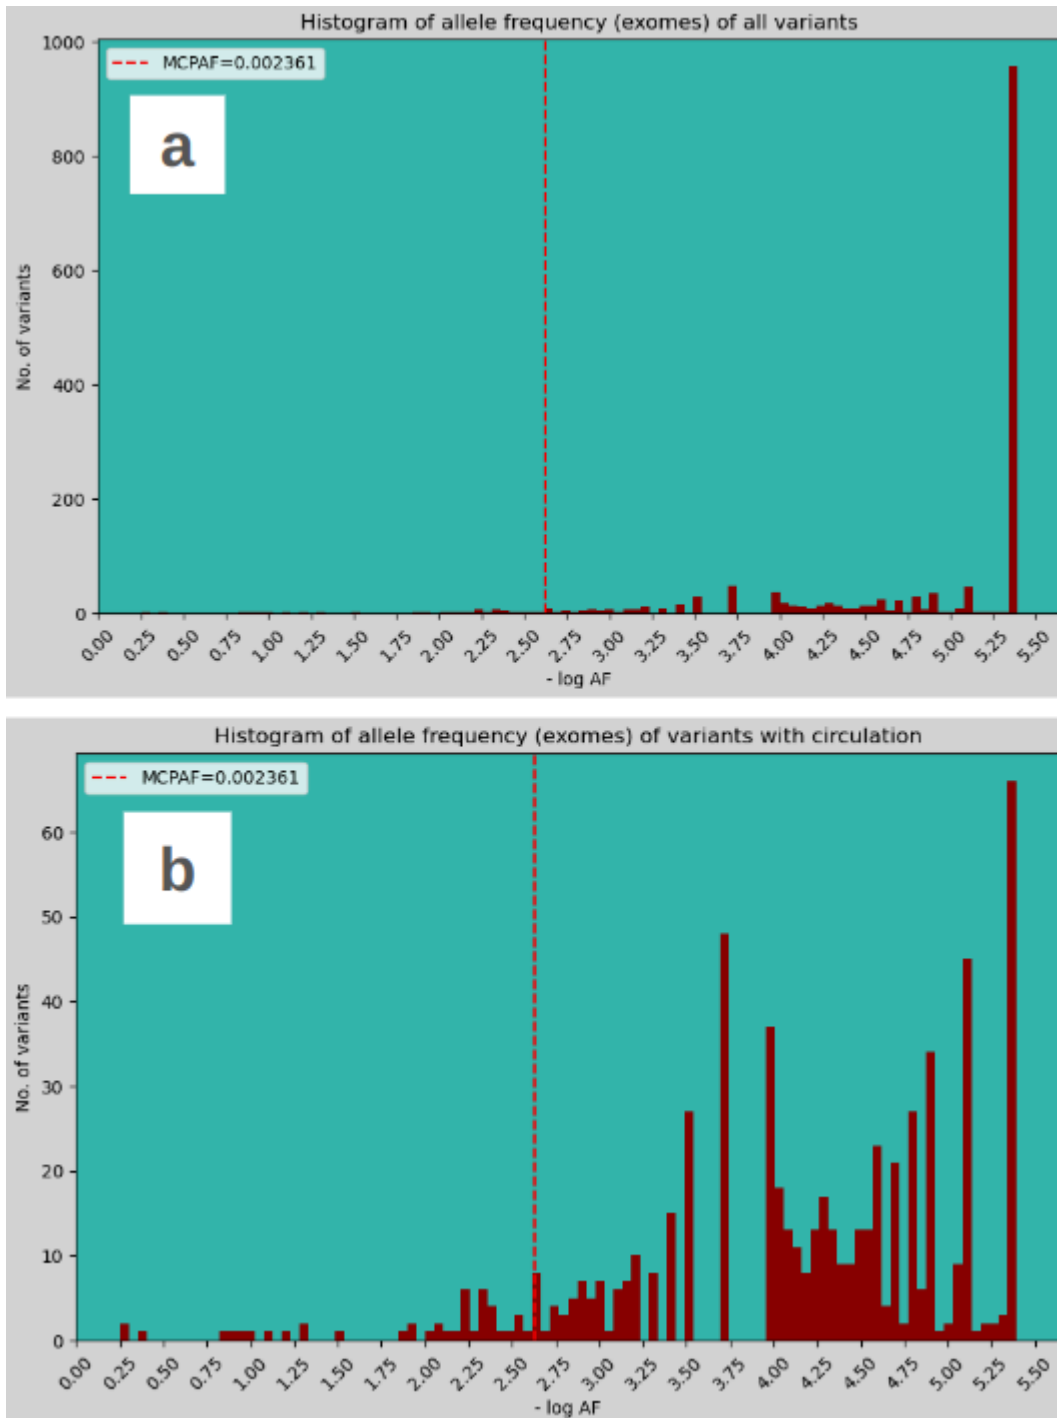 Histogram of allele frequency (exomes) of all variants
MCPAF=0.002361
a
No. of variants
1000
800
600
400
200
0
0.00 0.25 0.50 0.75 1.00 1.25 1.50 1.75 2.00 2.25 2.50 2.75 3.00 3.25 3.50 3.75 4.00 4.25 4.50 4.75 5.00 5.25 5.50
- log AF
Histogram of allele frequency (exomes) of variants with circulation
MCPAF=0.002361
b
No. of variants
60
50
40
30
20
10
0
0.00 0.25 0.50 0.75 1.00 1.25 1.50 1.75 2.00 2.25 2.50 2.75 3.00 3.25 3.50 3.75 4.00 4.25 4.50 4.75 5.00 5.25 5.50
- log AF